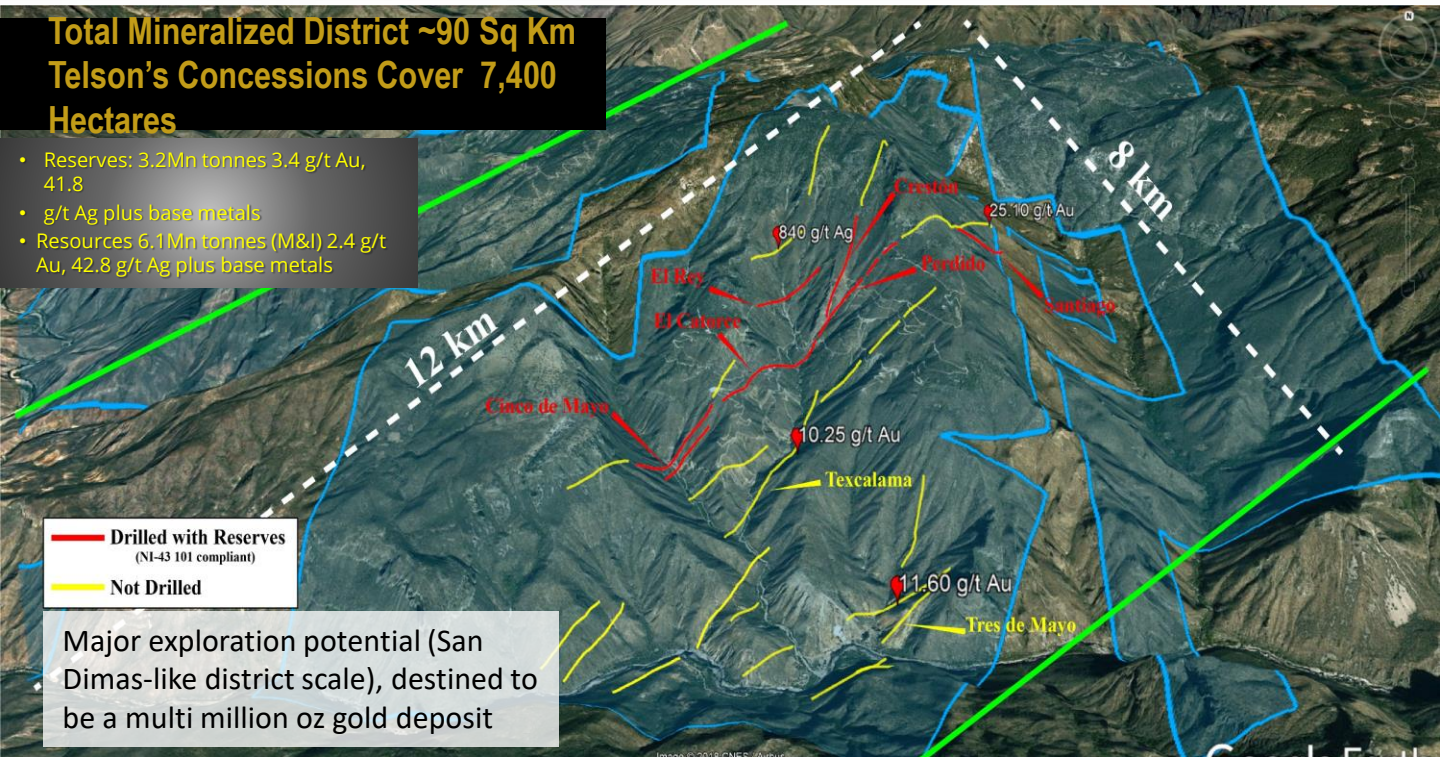 Total Mineralized District ~90 Sq Km
Telson's Concessions Cover 7,400
Hectares
• Reserves: 3.2Mn tonnes 3.4 g/t Au,
41.8
• g/t Ag plus base metals
• Resources 6.1Mn tonnes (M&I) 2.4 g/t
Au, 42.8 g/t Ag plus base metals
N
8 km
Crestón
25.10 g/t Au
840 g/t Ag
Perdido
El Rey
Santiago
El Catorce
12 km
Cinco de Mayo
10.25 g/t Au
Texcalama
Drilled with Reserves
(NI-43 101 compliant)
Not Drilled
11.60 g/t Au
Tres de Mayo
Major exploration potential (San
Dimas-like district scale), destined to
be a multi million oz gold deposit
Image © 2018 CNES / Airbus
Google Earth